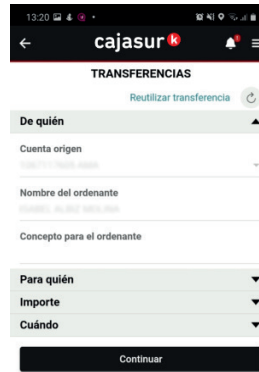 13:20
cajasur
TRANSFERENCIAS
Reutilizar transferencia
De quién
Cuenta origen
Nombre del ordenante
Concepto para el ordenante
Para quién
Importe
Cuándo
Continuar